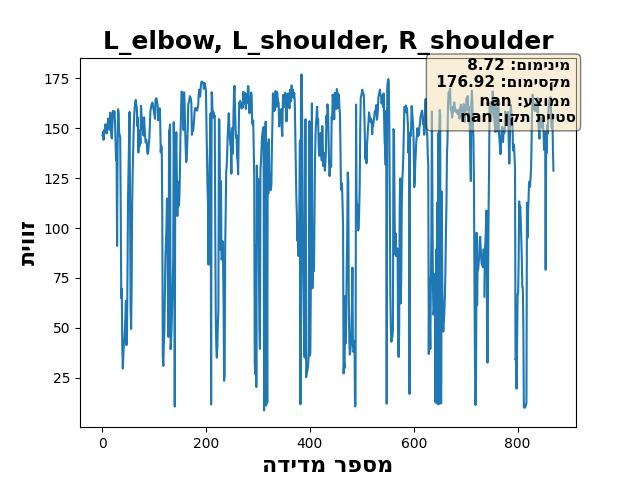 L_elbow, L_shoulder, R_shoulder
מינימום: 8.72
מקסימום: 176.92
ממוצע: nan
סטיית תקן: nan
175
150
125
100
75
50
25
זווית
0 200 400 600 800
מספר מדידה